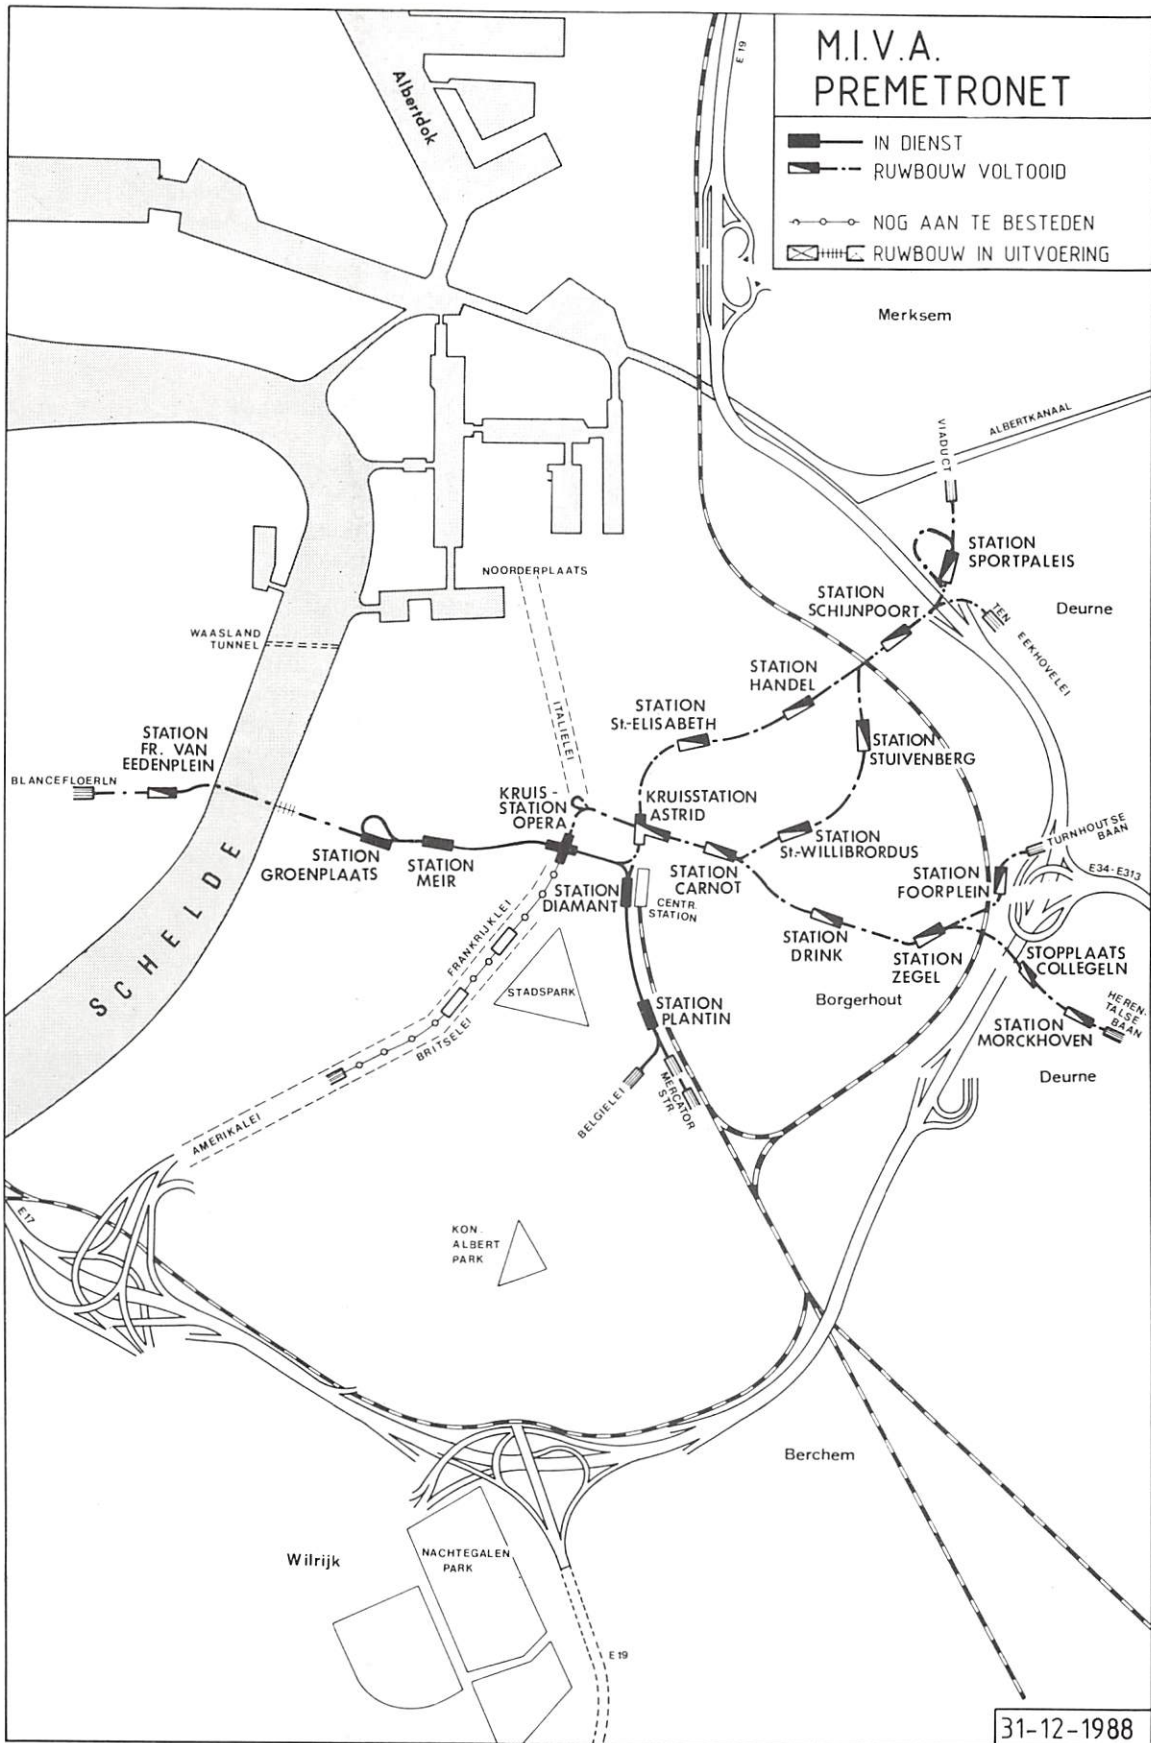 M.I.V.A.
PREMETRONET
IN DIENST
RUWBOUW VOLTOOID
NOG AAN TE BESTEDEN
RUWBOUW IN UITVOERING
E 19
Albertdok
Merksem
ALBERTKANAAL
VIADUCT
STATION
SPORTPALEIS
STATION
SCHIJNPOORT
Deurne
TEN
EEKHOVELEI
NOORDERPLAATS
WAASLAND
TUNNEL
STATION
HANDEL
STATION
St.-ELISABETH
ITALIELEI
STATION
STUIVENBERG
STATION
FR. VAN
EEDENPLEIN
BLANCEFLOERLN
KRUIS-
STATION
OPERA
KRUISSTATION
ASTRID
STATION
St.-WILLIBRORDUS
TURNHOUTSE
BAAN
STATION
GROENPLAATS
STATION
MEIR
STATION
DIAMANT
CENTR.
STATION
STATION
CARNOT
STATION
FOORPLEIN
E34-E313
SCHELDE
FRANKRIJKLEI
STADSPARK
STATION
DRINK
STATION
ZEGEL
STOPPLAATS
COLLEGELN
Borgerhout
STATION
PLANTIN
BRITSELEI
STATION
MORCKHOVEN
HEREN-
TALSE
BAAN
Deurne
MERCATOR
STR
BELGIELEI
AMERIKALEI
E17
KON.
ALBERT
PARK
Berchem
Wilrijk
NACHTEGALEN
PARK
E19
31-12-1988